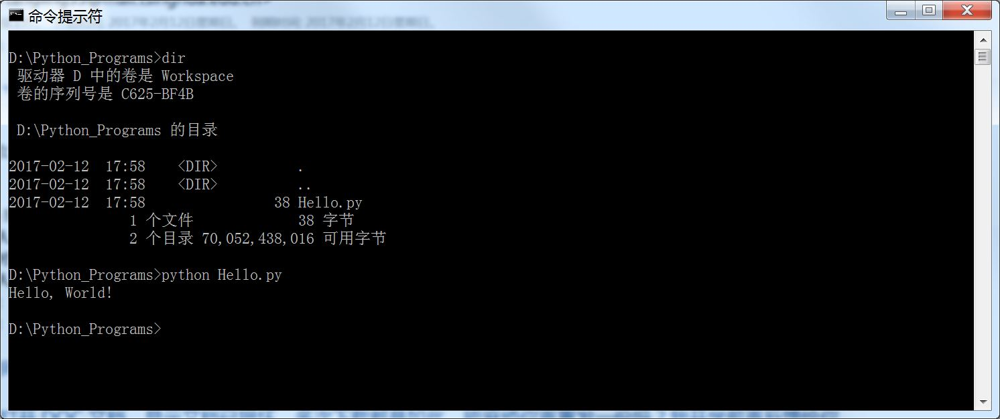 命令提示符
D:\Python_Programs>dir
驱动器 D 中的卷是 Workspace
卷的序列号是 C625-BF4B
D:\Python_Programs 的目录
2017-02-12  17:58    <DIR>          .
2017-02-12  17:58    <DIR>          ..
2017-02-12  17:58                38 Hello.py
1 个文件             38 字节
2 个目录 70,052,438,016 可用字节
D:\Python_Programs>python Hello.py
Hello, World!
D:\Python_Programs>